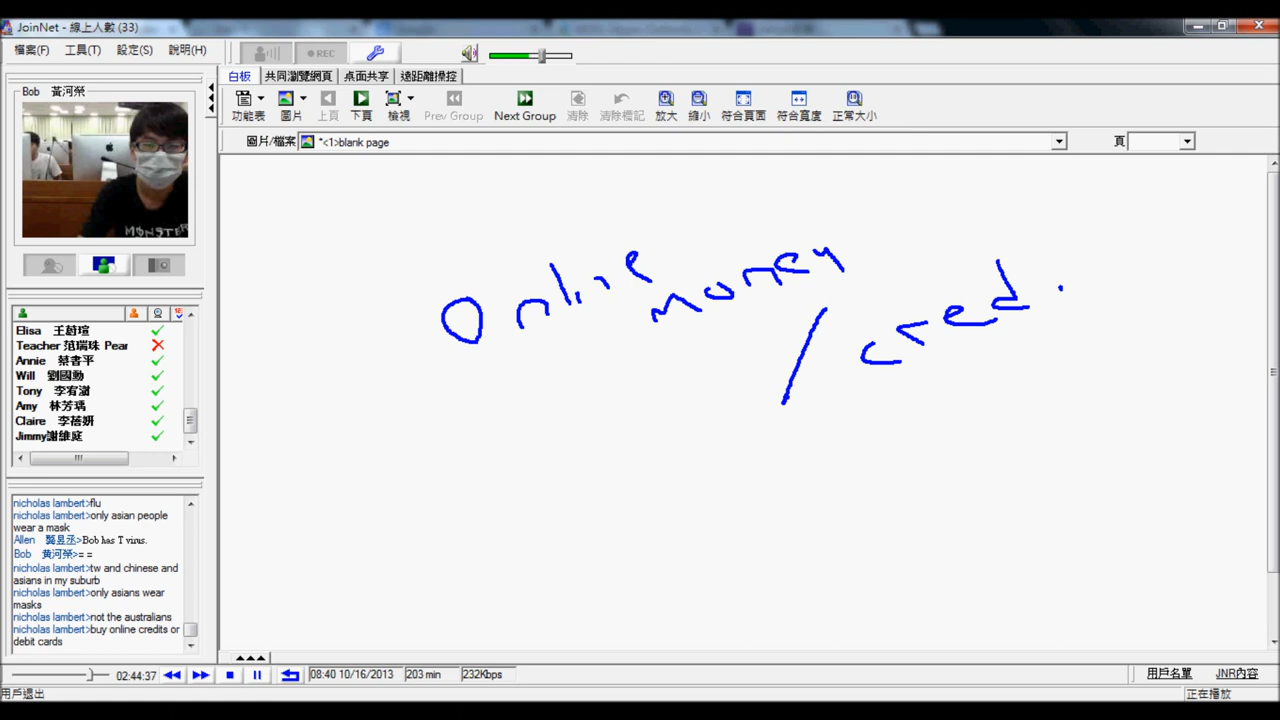 JoinNet - 線上人數 (33)
檔案(F) 工具(T) 設定(S) 說明(H)
REC
Bob 黃河榮
MONSTER
白板 共同瀏覽網頁 桌面共享 遠距離操控
功能表 圖片 上頁 下頁 檢視 Prev Group Next Group 清除 清除標記 放大 縮小 符合頁面 符合寬度 正常大小
圖片/檔案 *<1>blank page 頁
Online money
/ cred.
Elisa 王蒔瑄
Teacher 范瑞珠 Pear
Annie 蔡書平
Will 劉國勳
Tony 李宥澍
Amy 林芳瑀
Claire 李蓓妍
Jimmy謝維庭
nicholas lambert>flu
nicholas lambert>only asian people
wear a mask
Allen 龔昱丞>Bob has T virus.
Bob 黃河榮>= =
nicholas lambert>tw and chinese and
asians in my suburb
nicholas lambert>only asians wear
masks
nicholas lambert>not the australians
nicholas lambert>buy online credits or
debit cards
02:44:37 08:40 10/16/2013 203 min 232Kbps 用戶名單 JNR內容
用戶退出 正在播放